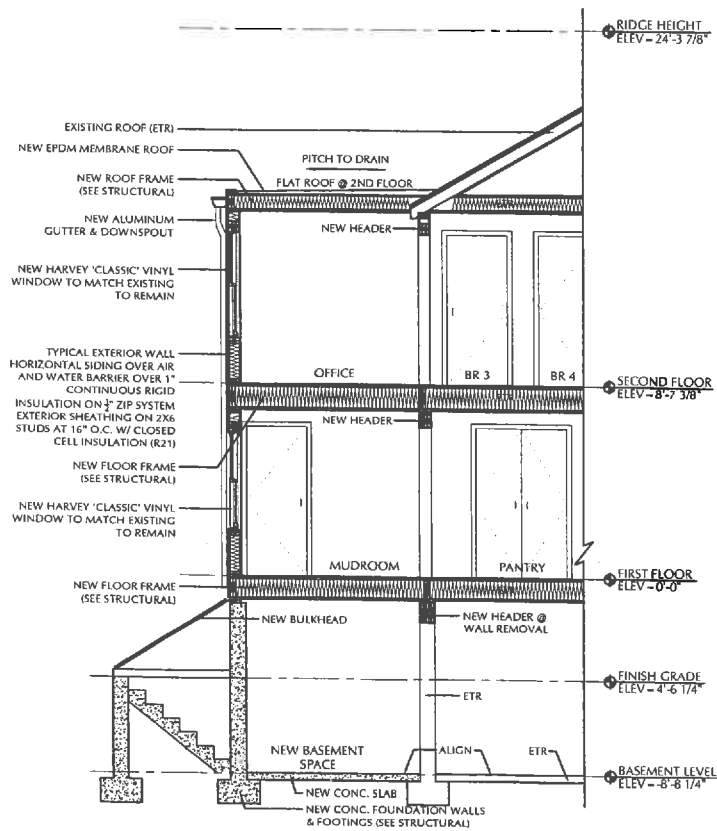 RIDGE HEIGHT
ELEV – 24'-3 7/8"
EXISTING ROOF (ETR)
NEW EPDM MEMBRANE ROOF
PITCH TO DRAIN
NEW ROOF FRAME
(SEE STRUCTURAL)
FLAT ROOF @ 2ND FLOOR
NEW ALUMINUM
GUTTER & DOWNSPOUT
NEW HEADER
NEW HARVEY 'CLASSIC' VINYL
WINDOW TO MATCH EXISTING
TO REMAIN
TYPICAL EXTERIOR WALL
HORIZONTAL SIDING OVER AIR
AND WATER BARRIER OVER 1"
CONTINUOUS RIGID
INSULATION ON ½" ZIP SYSTEM
EXTERIOR SHEATHING ON 2X6
STUDS AT 16" O.C. W/ CLOSED
CELL INSULATION (R21)
OFFICE
BR 3
BR 4
SECOND FLOOR
ELEV – 8'-7 3/8"
NEW HEADER
NEW FLOOR FRAME
(SEE STRUCTURAL)
NEW HARVEY 'CLASSIC' VINYL
WINDOW TO MATCH EXISTING
TO REMAIN
MUDROOM
PANTRY
FIRST FLOOR
ELEV – 0'-0"
NEW FLOOR FRAME
(SEE STRUCTURAL)
NEW BULKHEAD
NEW HEADER @
WALL REMOVAL
FINISH GRADE
ELEV – 4'-6 1/4"
ETR
NEW BASEMENT
SPACE
ALIGN
ETR
BASEMENT LEVEL
ELEV – -8'-8 1/4"
NEW CONC. SLAB
NEW CONC. FOUNDATION WALLS
& FOOTINGS (SEE STRUCTURAL)